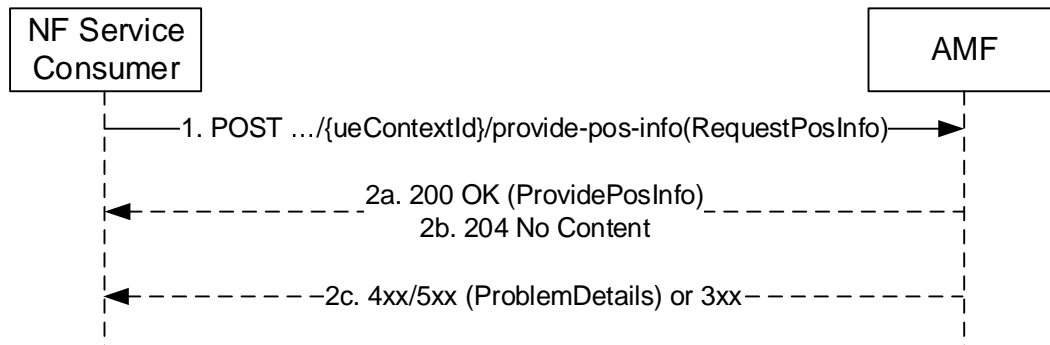 NF Service
Consumer
AMF
1. POST …/{ueContextId}/provide-pos-info(RequestPosInfo)
2a. 200 OK (ProvidePosInfo)
2b. 204 No Content
2c. 4xx/5xx (ProblemDetails) or 3xx